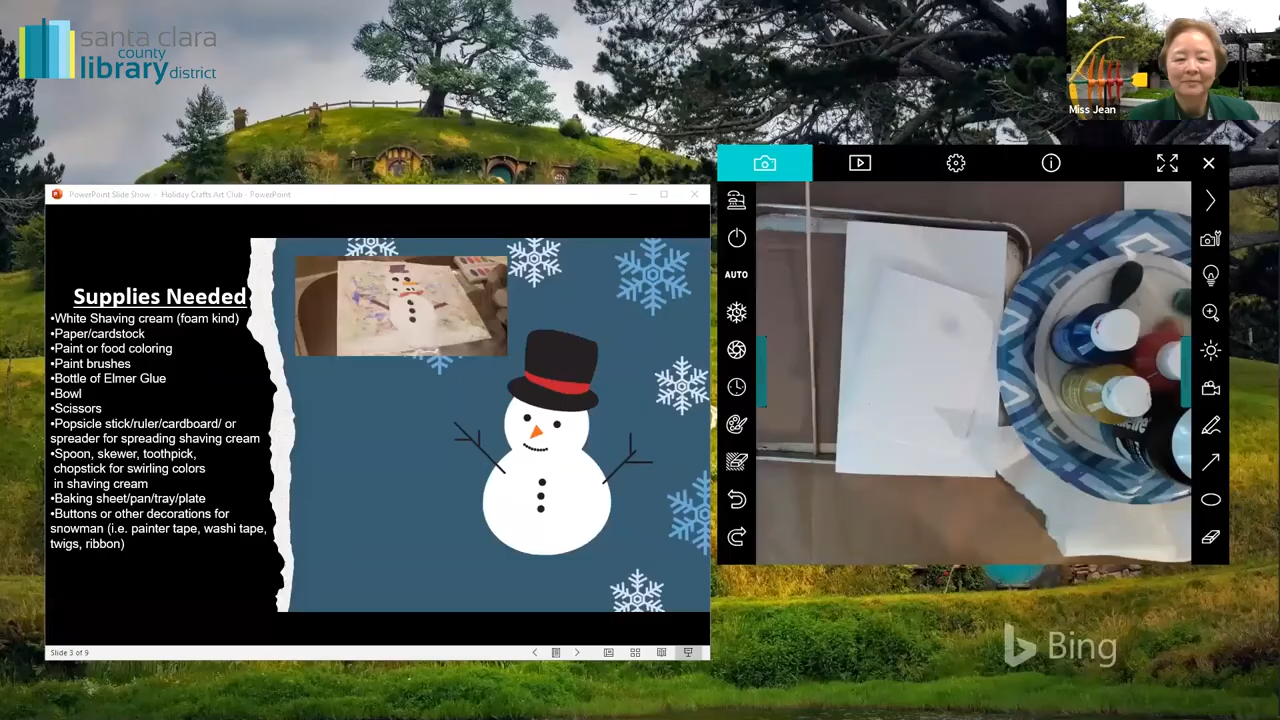 santa clara
county
library district
Miss Jean
PowerPoint Slide Show - Holiday Crafts Art Club - PowerPoint
AUTO
Supplies Needed
•White Shaving cream (foam kind)
•Paper/cardstock
•Paint or food coloring
•Paint brushes
•Bottle of Elmer Glue
•Bowl
•Scissors
•Popsicle stick/ruler/cardboard/ or
spreader for spreading shaving cream
•Spoon, skewer, toothpick,
chopstick for swirling colors
in shaving cream
•Baking sheet/pan/tray/plate
•Buttons or other decorations for
snowman (i.e. painter tape, washi tape,
twigs, ribbon)
Slide 3 of 9
Bing